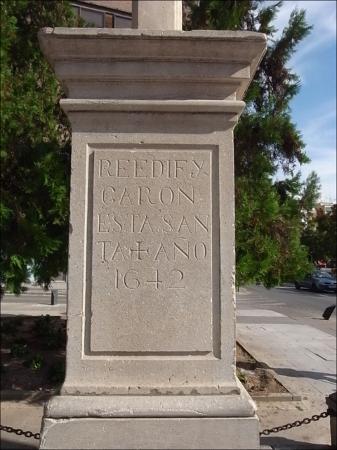 REEDIFY
CARON
ESTA SAN
TA + AÑO
1642